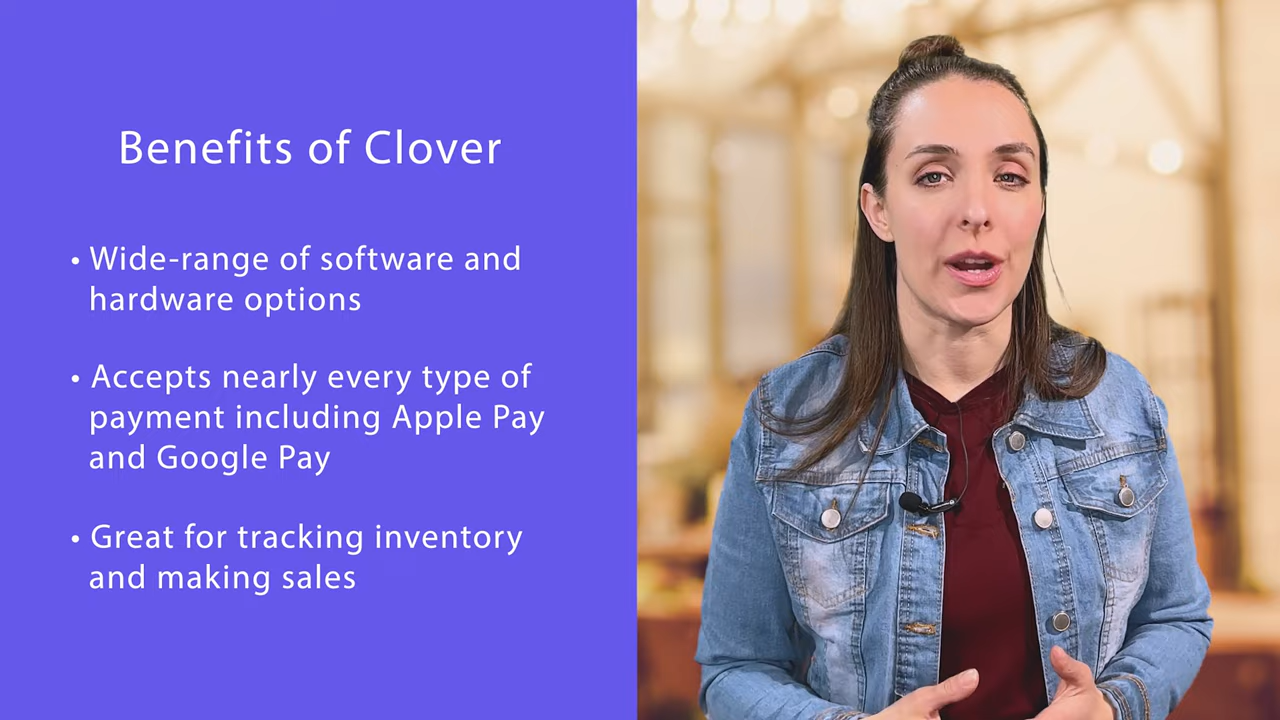 Benefits of Clover
• Wide-range of software and
hardware options
• Accepts nearly every type of
payment including Apple Pay
and Google Pay
• Great for tracking inventory
and making sales